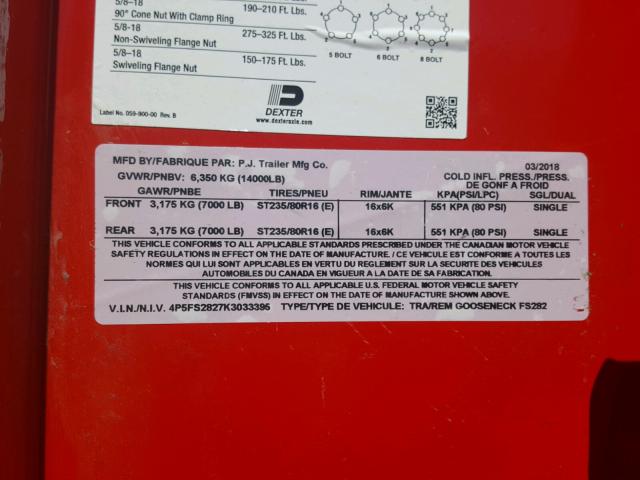 5/8-18
90° Cone Nut With Clamp Ring
190-210 Ft. Lbs.
5/8-18
Non-Swiveling Flange Nut
275-325 Ft. Lbs.
5/8-18
Swiveling Flange Nut
150-175 Ft. Lbs.
5 BOLT
6 BOLT
8 BOLT
DEXTER
www.dexteraxle.com
Label No. 059-900-00 Rev. B
MFD BY/FABRIQUE PAR: P.J. Trailer Mfg Co. 03/2018
GVWR/PNBV: 6,350 KG (14000LB) COLD INFL. PRESS./PRESS.
DE GONF A FROID
GAWR/PNBE TIRES/PNEU RIM/JANTE KPA(PSI/LPC) SGL/DUAL
FRONT 3,175 KG (7000 LB) ST235/80R16 (E) 16x6K 551 KPA (80 PSI) SINGLE
REAR 3,175 KG (7000 LB) ST235/80R16 (E) 16x6K 551 KPA (80 PSI) SINGLE
THIS VEHICLE CONFORMS TO ALL APPLICABLE STANDARDS PRESCRIBED UNDER THE CANADIAN MOTOR VEHICLE
SAFETY REGULATIONS IN EFFECT ON THE DATE OF MANUFACTURE. / CE VEHICULE EST CONFORME A TOUTES LES
NORMES QUI LUI SONT APPLICABLES EN VERTU DU REGLEMENT SUR LA SECURITE DES VEHICULES
AUTOMOBILES DU CANADA EN VIGUEUR A LA DATE DE SA FABRICATION.
THIS VEHICLE CONFORMS TO ALL APPLICABLE U.S. FEDERAL MOTOR VEHICLE SAFETY
STANDARDS (FMVSS) IN EFFECT ON THE DATE OF MANUFACTURE SHOWN ABOVE.
V.I.N./N.I.V. 4P5FS2827K3033395 TYPE/TYPE DE VEHICULE: TRA/REM GOOSENECK FS282